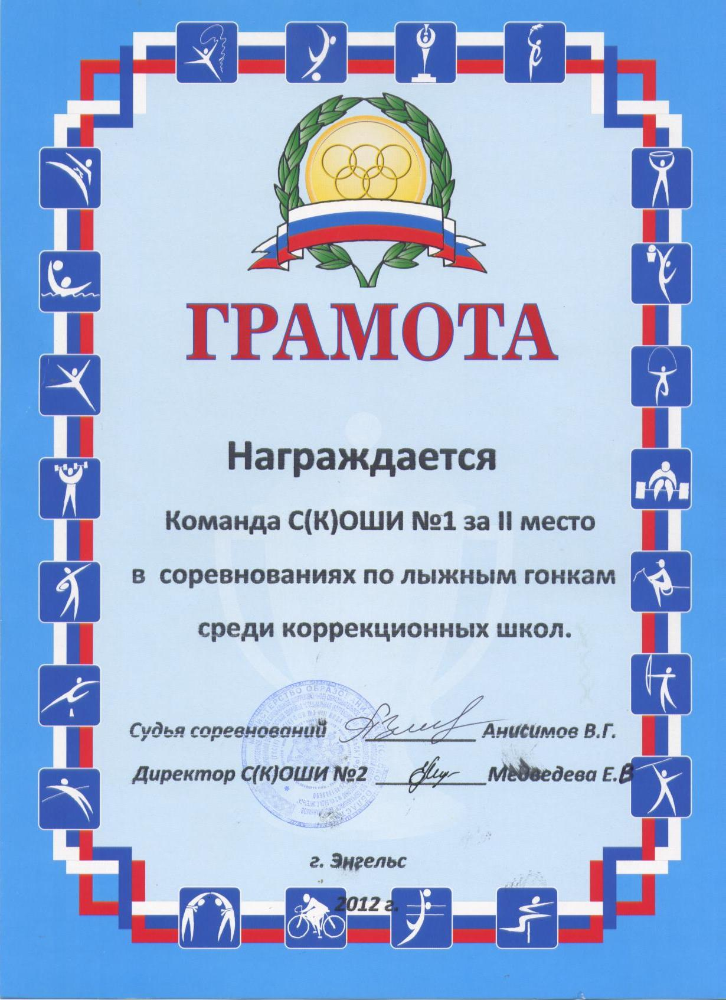 ГРАМОТА
Награждается
Команда С(К)ОШИ №1 за II место
в соревнованиях по лыжным гонкам
среди коррекционных школ.
Судья соревнований Анисимов В.Г.
Директор С(К)ОШИ №2 Медведева Е.В
г. Энгельс
2012 г.